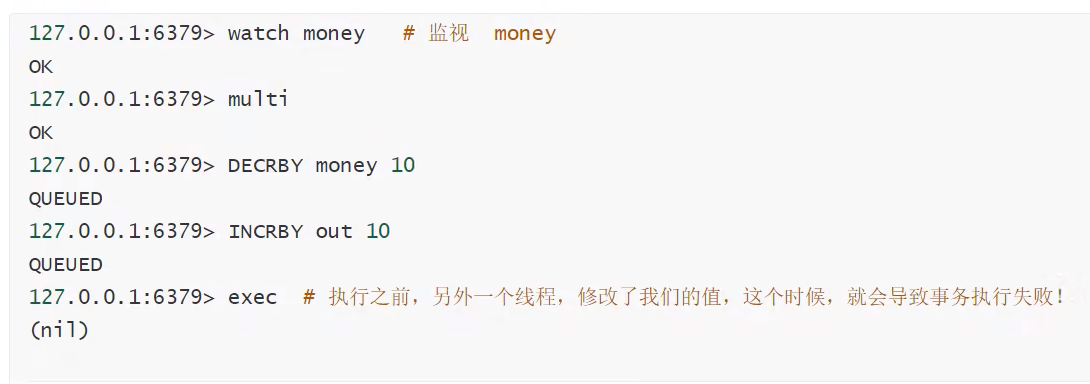 127.0.0.1:6379> watch money   # 监视  money
OK
127.0.0.1:6379> multi
OK
127.0.0.1:6379> DECRBY money 10
QUEUED
127.0.0.1:6379> INCRBY out 10
QUEUED
127.0.0.1:6379> exec  # 执行之前，另外一个线程，修改了我们的值，这个时候，就会导致事务执行失败！
(nil)